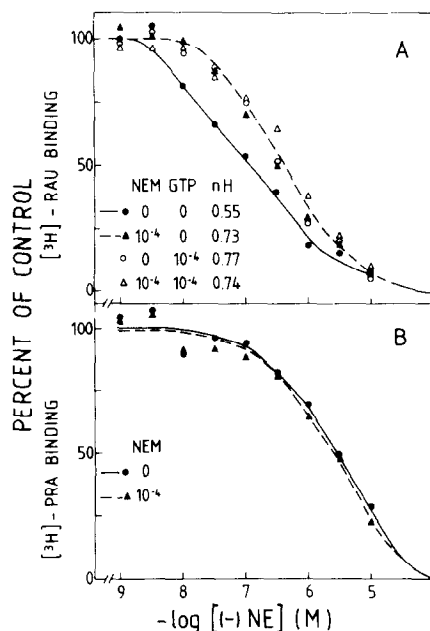 A
100
50
0
NEM GTP nH
0 0 0.55
10⁻⁴ 0 0.73
0 10⁻⁴ 0.77
10⁻⁴ 10⁻⁴ 0.74
[³H]-RAU BINDING
PERCENT OF CONTROL
B
100
50
0
NEM
0
10⁻⁴
[³H]-PRA BINDING
9 8 7 6 5
-log [(-) NE] (M)